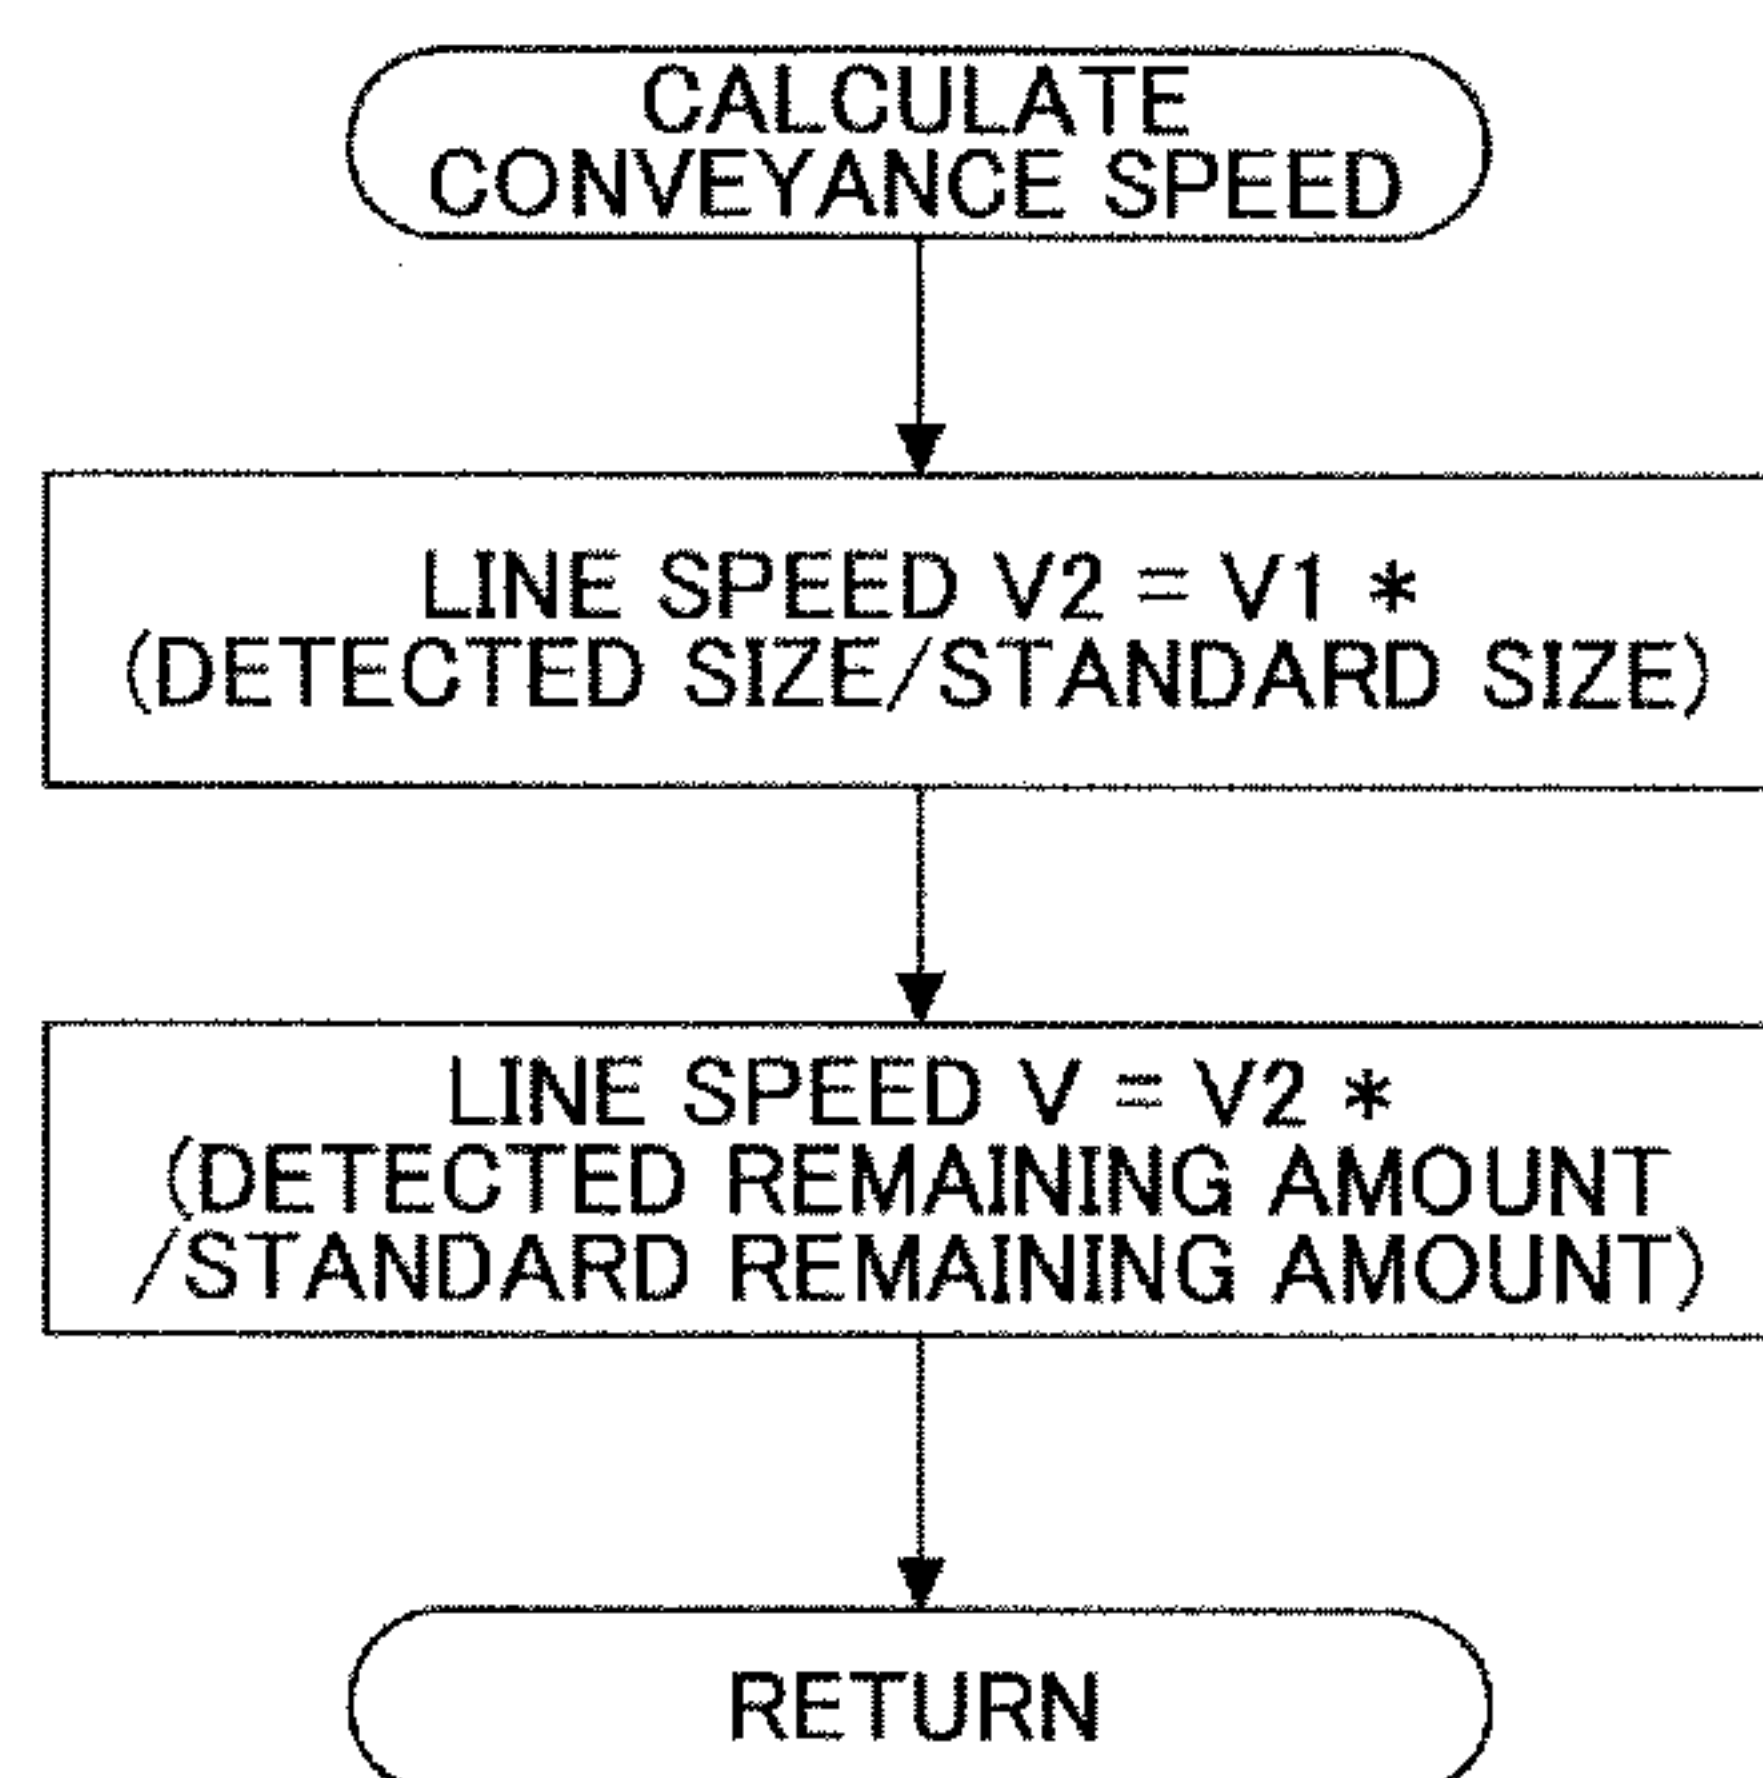 CALCULATE
CONVEYANCE SPEED
LINE SPEED V2 = V1 *
(DETECTED SIZE/STANDARD SIZE)
LINE SPEED V = V2 *
(DETECTED REMAINING AMOUNT
/STANDARD REMAINING AMOUNT)
RETURN